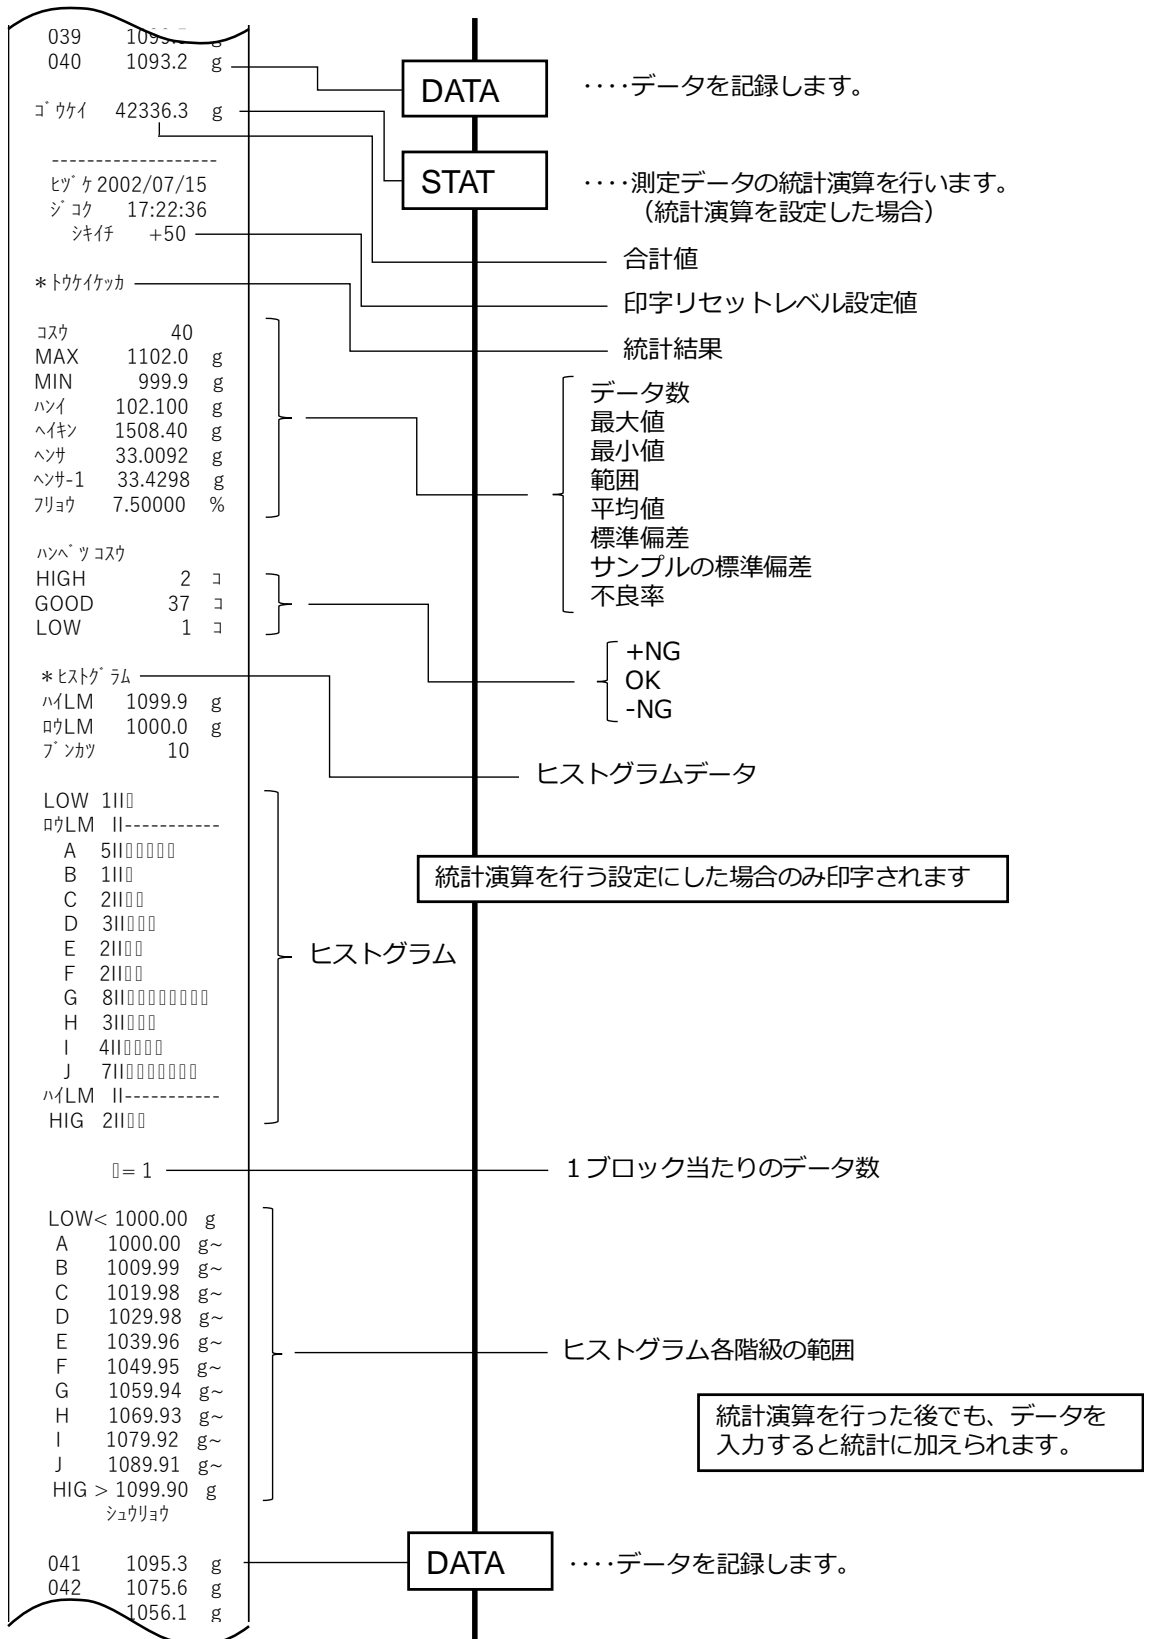 039 1099.5 g
040 1093.2 g
DATA
‥‥データを記録します。
ｺﾞｳｹｲ 42336.3 g
------------------
ﾋﾂﾞｹ 2002/07/15
ｼﾞｺｸ 17:22:36
ｼｷｲﾁ +50
STAT
‥‥測定データの統計演算を行います。
（統計演算を設定した場合）
合計値
印字リセットレベル設定値
＊ﾄｳｹｲｹｯｶ
統計結果
ｺｽｳ 40
MAX 1102.0 g
MIN 999.9 g
ﾊﾝｲ 102.100 g
ﾍｲｷﾝ 1508.40 g
ﾍﾝｻ 33.0092 g
ﾍﾝｻ-1 33.4298 g
ﾌﾘｮｳ 7.50000 %
データ数
最大値
最小値
範囲
平均値
標準偏差
サンプルの標準偏差
不良率
ﾊﾝﾍﾞﾂ ｺｽｳ
HIGH 2 ｺ
GOOD 37 ｺ
LOW 1 ｺ
+NG
OK
-NG
＊ﾋｽﾄｸﾞﾗﾑ
ﾊｲLM 1099.9 g
ﾛｳLM 1000.0 g
ﾌﾞﾝｶﾂ 10
ヒストグラムデータ
LOW 1II▯
ﾛｳLM II-----------
A 5II▯▯▯▯▯
B 1II▯
C 2II▯▯
D 3II▯▯▯
E 2II▯▯
F 2II▯▯
G 8II▯▯▯▯▯▯▯▯
H 3II▯▯▯
I 4II▯▯▯▯
J 7II▯▯▯▯▯▯▯
ﾊｲLM II-----------
HIG 2II▯▯
統計演算を行う設定にした場合のみ印字されます
ヒストグラム
▯= 1
１ブロック当たりのデータ数
LOW< 1000.00 g
A 1000.00 g~
B 1009.99 g~
C 1019.98 g~
D 1029.98 g~
E 1039.96 g~
F 1049.95 g~
G 1059.94 g~
H 1069.93 g~
I 1079.92 g~
J 1089.91 g~
HIG > 1099.90 g
ｼｭｳﾘｮｳ
ヒストグラム各階級の範囲
統計演算を行った後でも、データを
入力すると統計に加えられます。
041 1095.3 g
042 1075.6 g
1056.1 g
DATA
‥‥データを記録します。